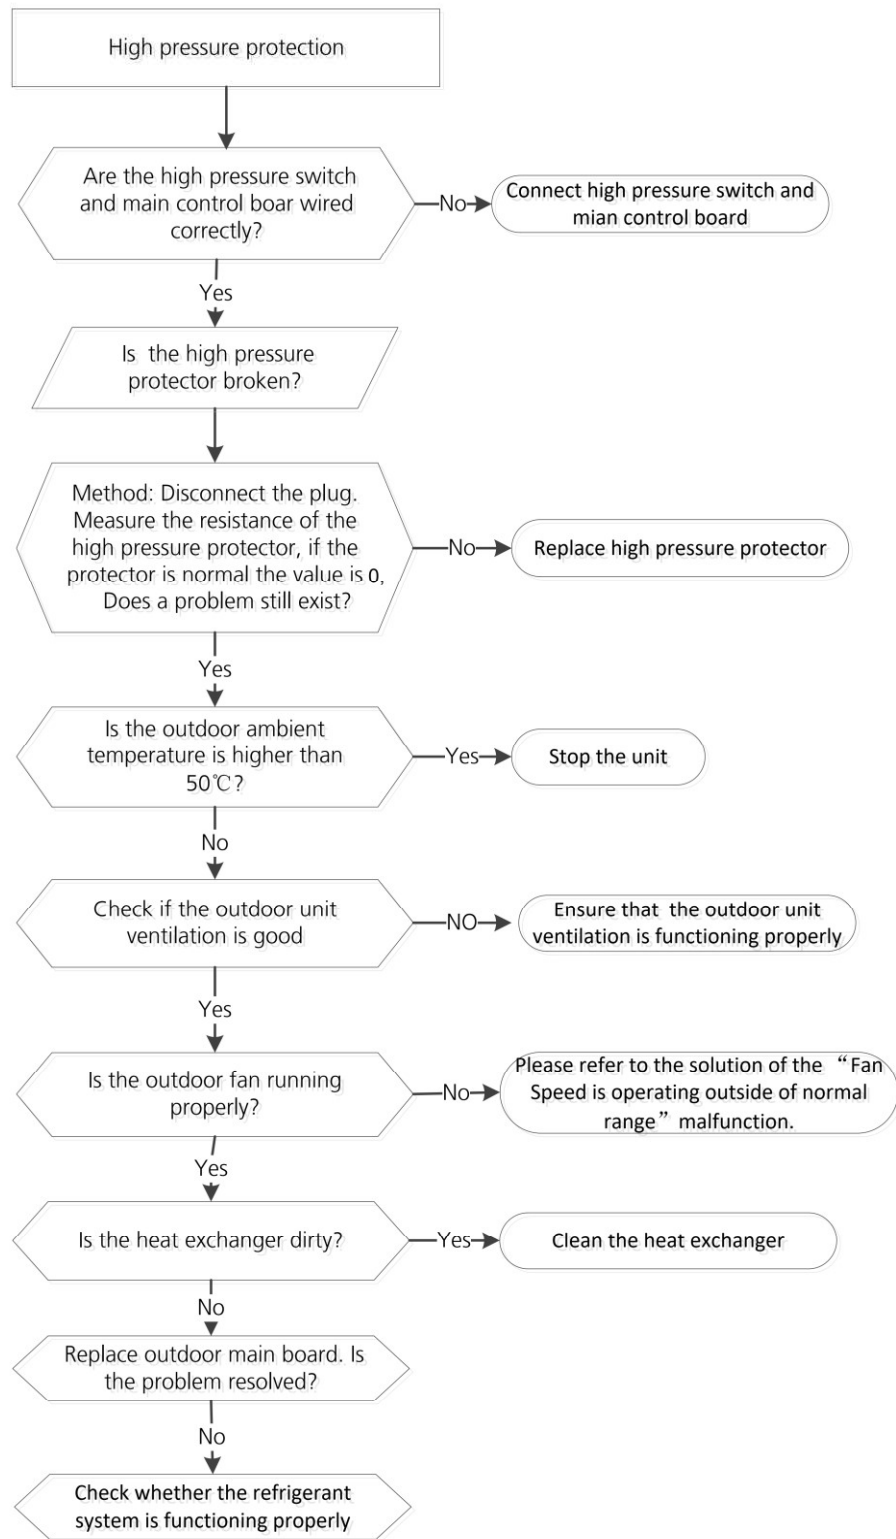 High pressure protection
Are the high pressure switch
and main control boar wired
correctly?
No
Connect high pressure switch and
mian control board
Yes
Is the high pressure
protector broken?
Method: Disconnect the plug.
Measure the resistance of the
high pressure protector, if the
protector is normal the value is 0,
Does a problem still exist?
No
Replace high pressure protector
Yes
Is the outdoor ambient
temperature is higher than
50℃?
Yes
Stop the unit
No
Check if the outdoor unit
ventilation is good
NO
Ensure that the outdoor unit
ventilation is functioning properly
Yes
Is the outdoor fan running
properly?
No
Please refer to the solution of the “Fan
Speed is operating outside of normal
range” malfunction.
Yes
Is the heat exchanger dirty?
Yes
Clean the heat exchanger
No
Replace outdoor main board. Is
the problem resolved?
No
Check whether the refrigerant
system is functioning properly